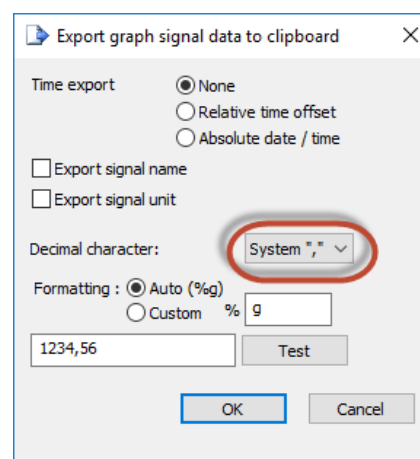 Export graph signal data to clipboard
Time export None
Relative time offset
Absolute date / time
Export signal name
Export signal unit
Decimal character: System ","
Formatting : Auto (%g)
Custom % g
1234,56 Test
OK Cancel